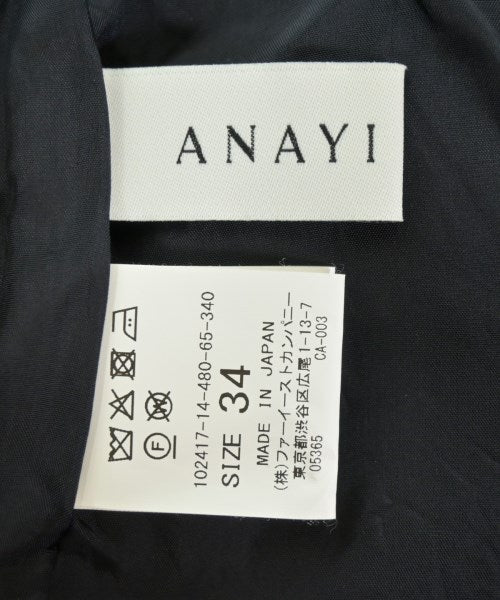 ANAYI
102417-14-480-65-340
SIZE 34
MADE IN JAPAN
(株)ファーイーストカンパニー
東京都渋谷区広尾1-13-7
05365 CA-003